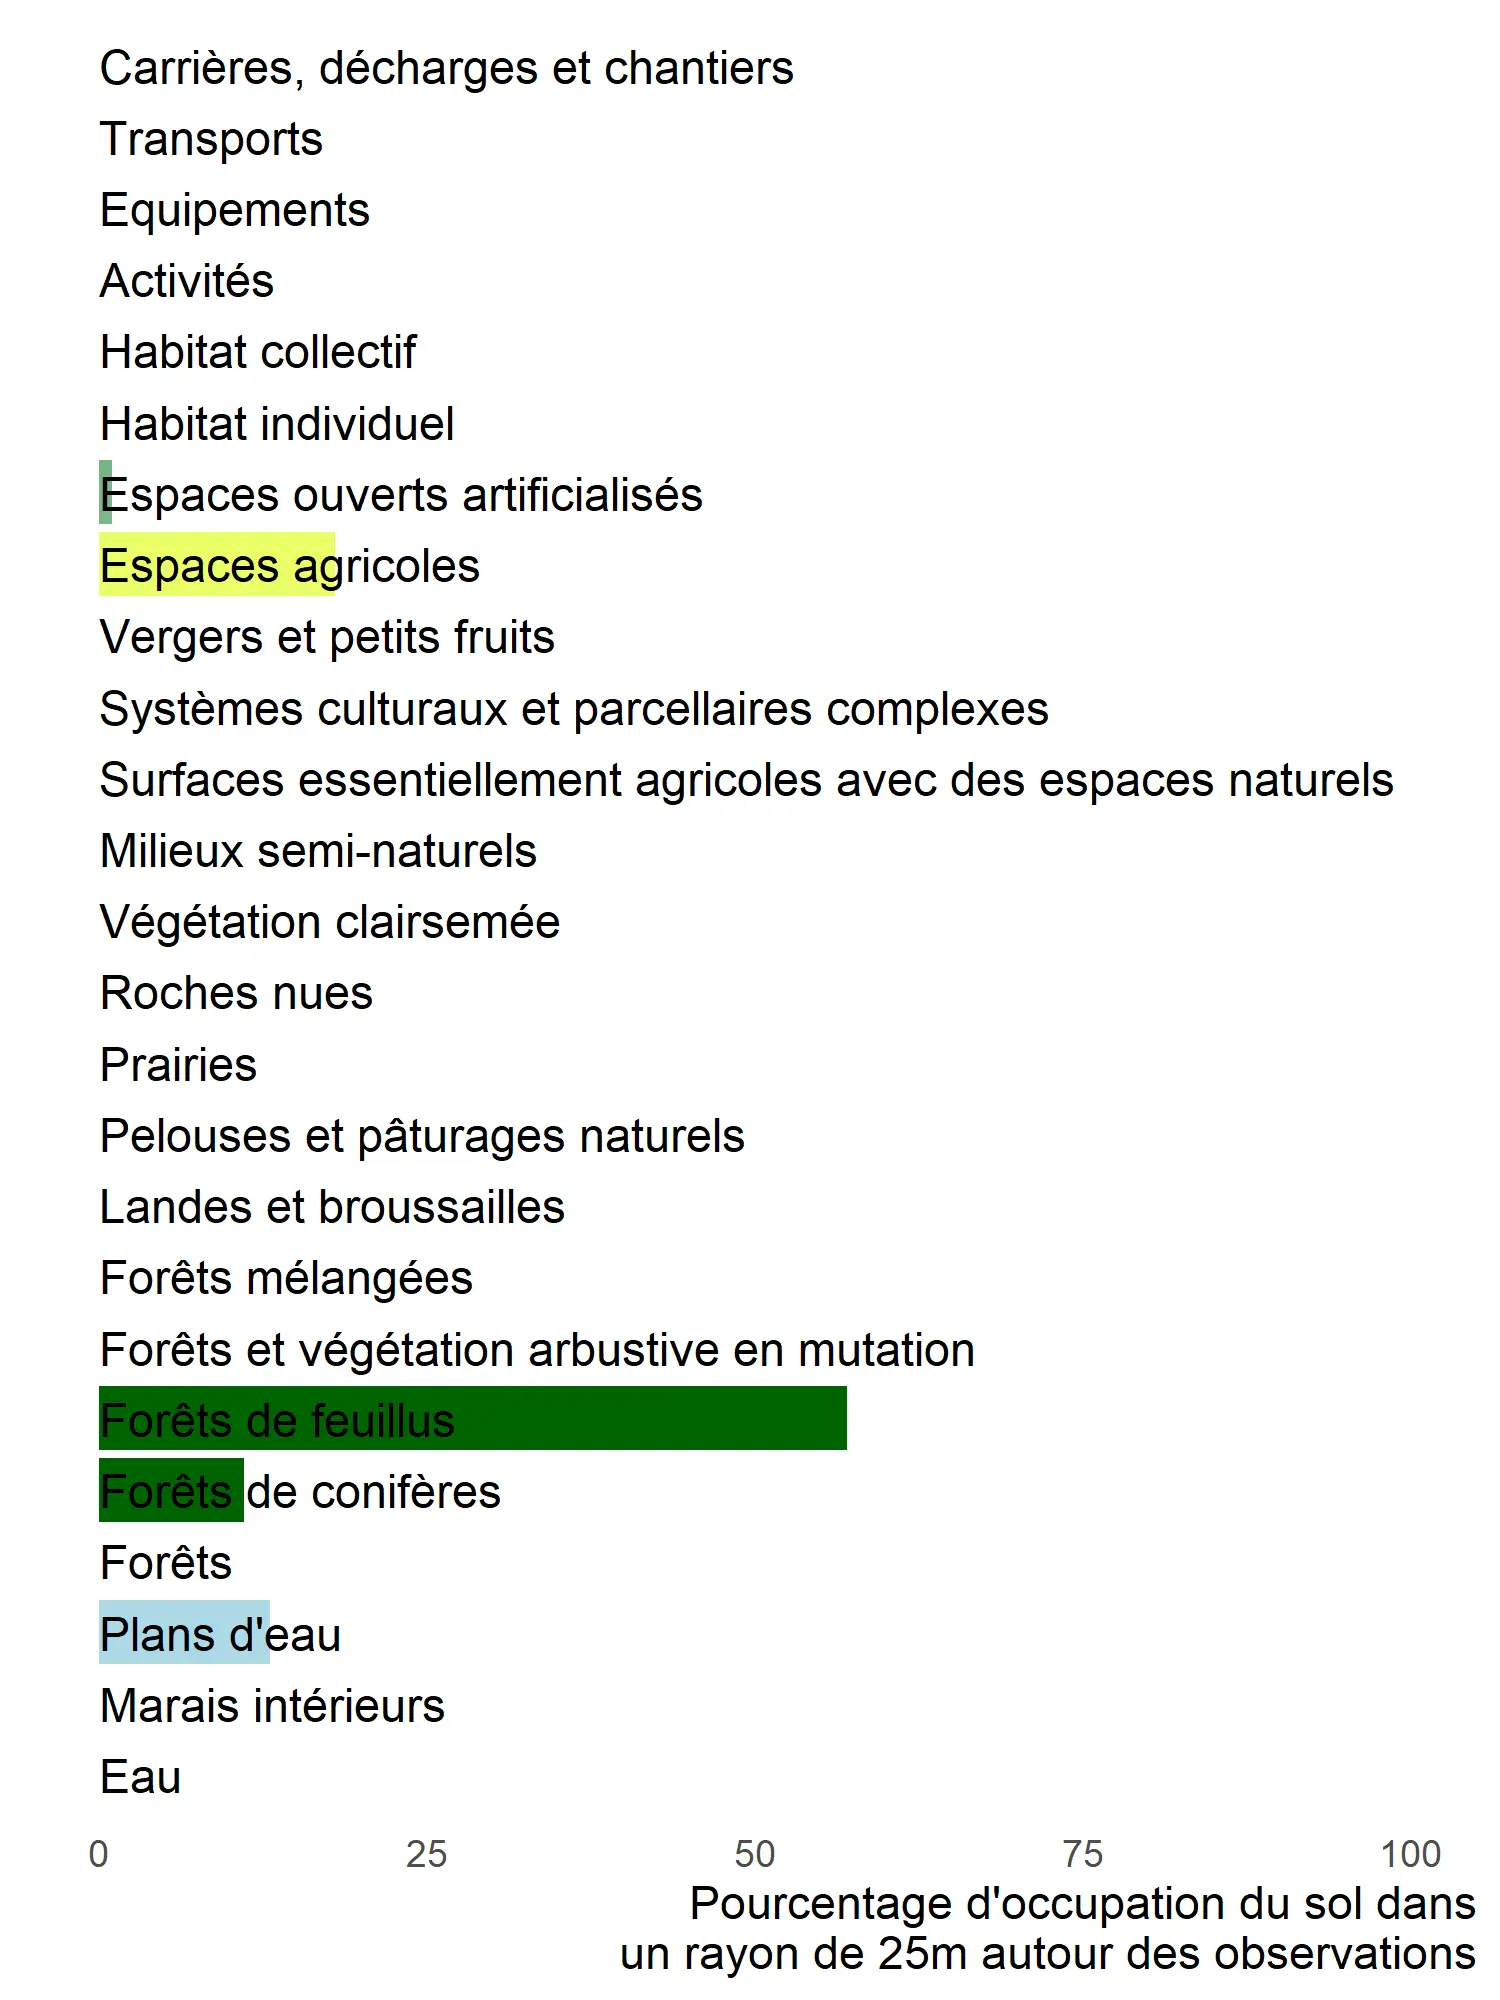 Carrières, décharges et chantiers
Transports
Equipements
Activités
Habitat collectif
Habitat individuel
Espaces ouverts artificialisés
Espaces agricoles
Vergers et petits fruits
Systèmes culturaux et parcellaires complexes
Surfaces essentiellement agricoles avec des espaces naturels
Milieux semi-naturels
Végétation clairsemée
Roches nues
Prairies
Pelouses et pâturages naturels
Landes et broussailles
Forêts mélangées
Forêts et végétation arbustive en mutation
Forêts de feuillus
Forêts de conifères
Forêts
Plans d'eau
Marais intérieurs
Eau
0 25 50 75 100
Pourcentage d'occupation du sol dans
un rayon de 25m autour des observations